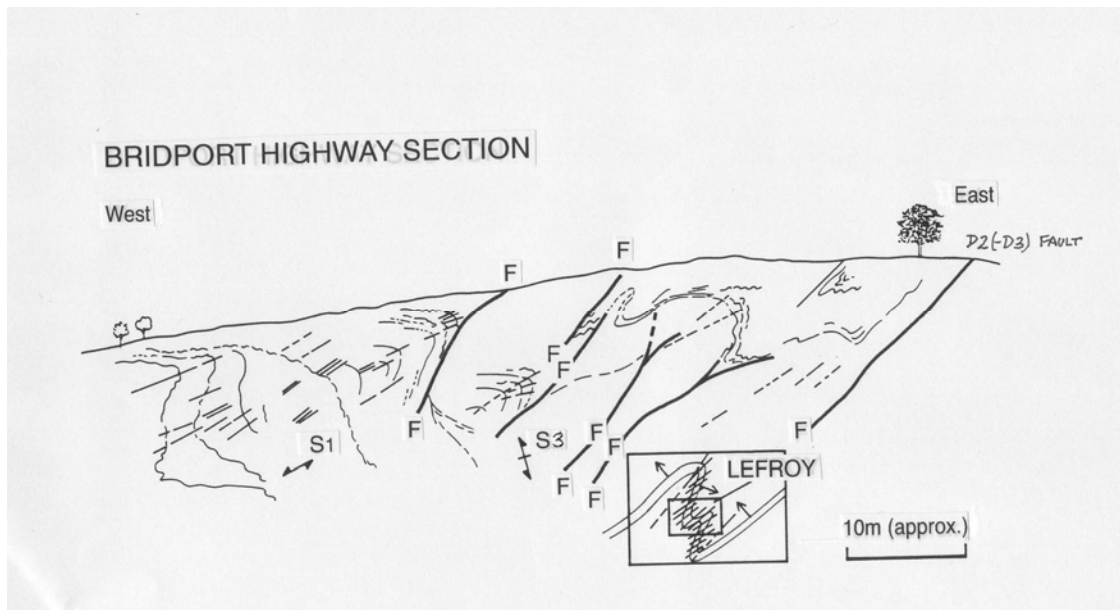 BRIDPORT HIGHWAY SECTION
West
East
D2(-D3) FAULT
F
F
F
F
F
F
F
F
F
F
S1
S3
LEFROY
10m (approx.)